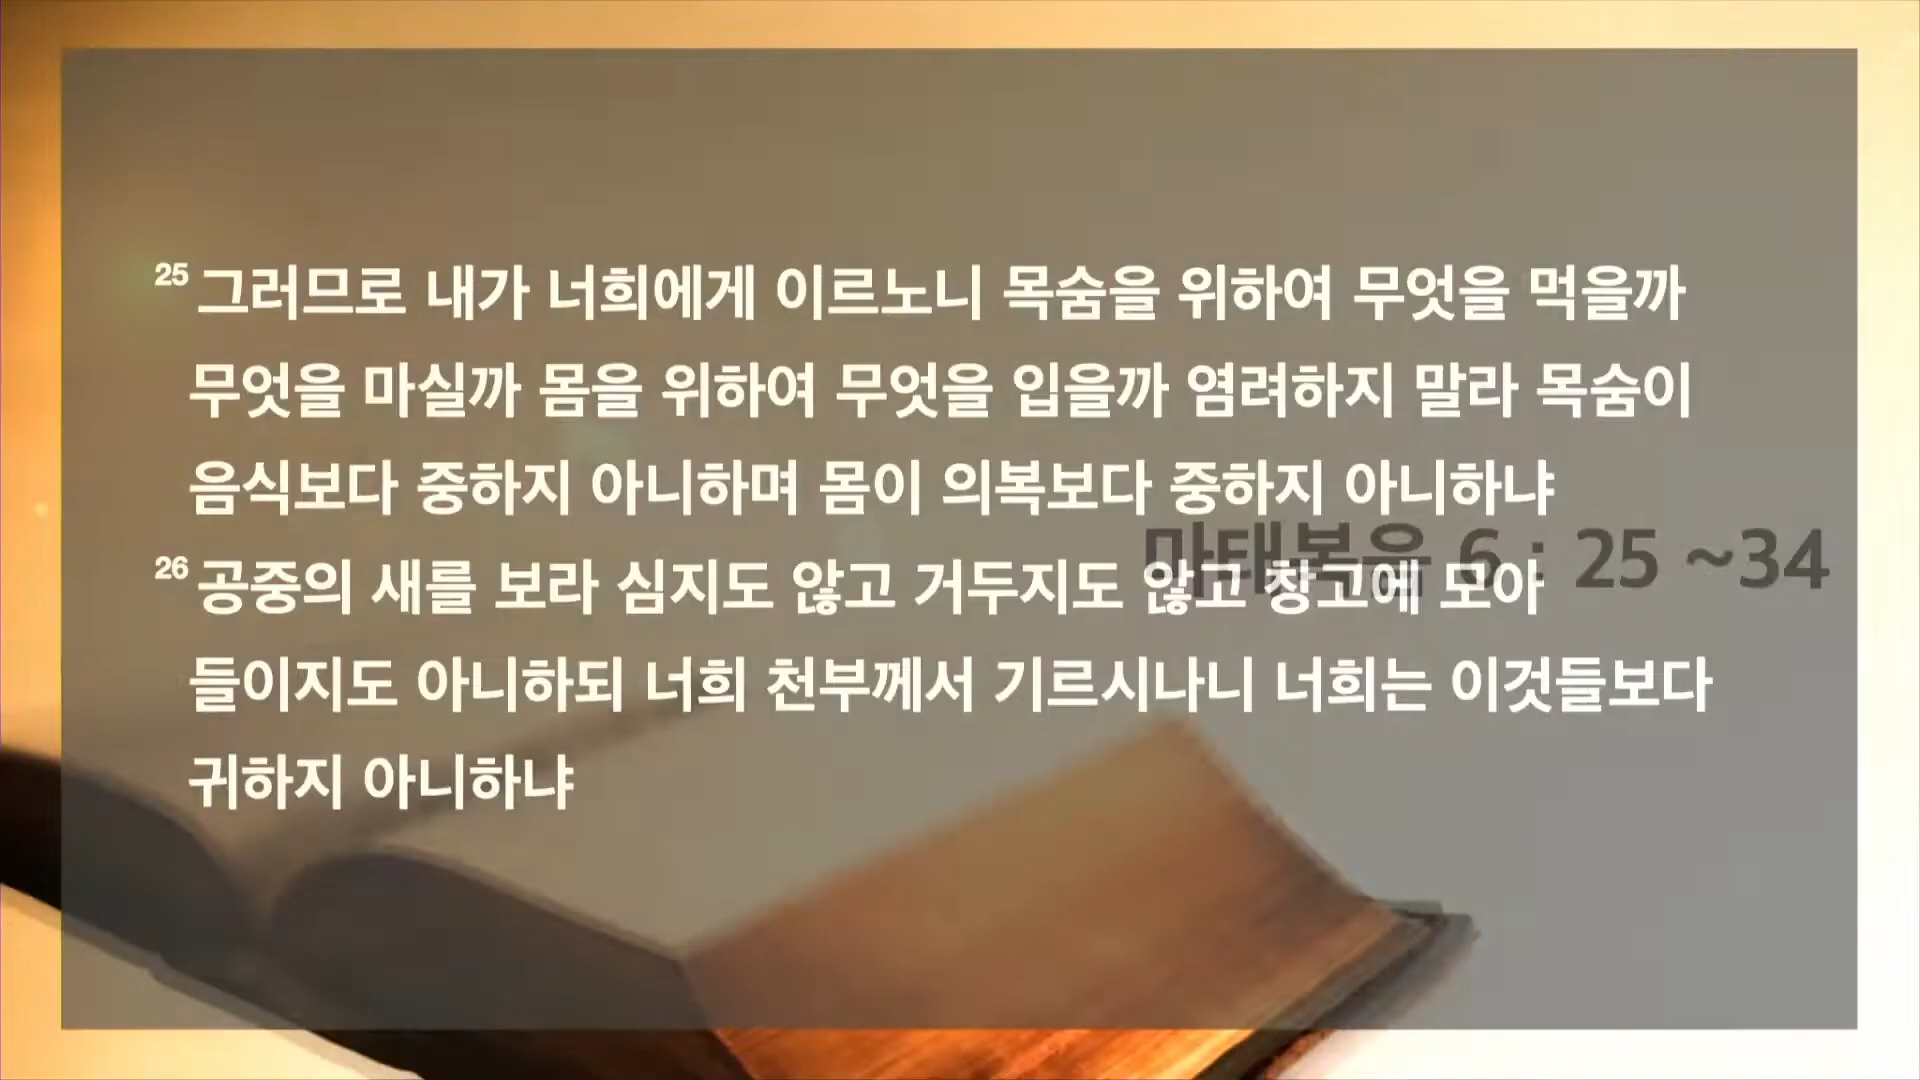 25 그러므로 내가 너희에게 이르노니 목숨을 위하여 무엇을 먹을까
무엇을 마실까 몸을 위하여 무엇을 입을까 염려하지 말라 목숨이
음식보다 중하지 아니하며 몸이 의복보다 중하지 아니하냐
마태복음 6 : 25 ~34
26 공중의 새를 보라 심지도 않고 거두지도 않고 창고에 모아
들이지도 아니하되 너희 천부께서 기르시나니 너희는 이것들보다
귀하지 아니하냐